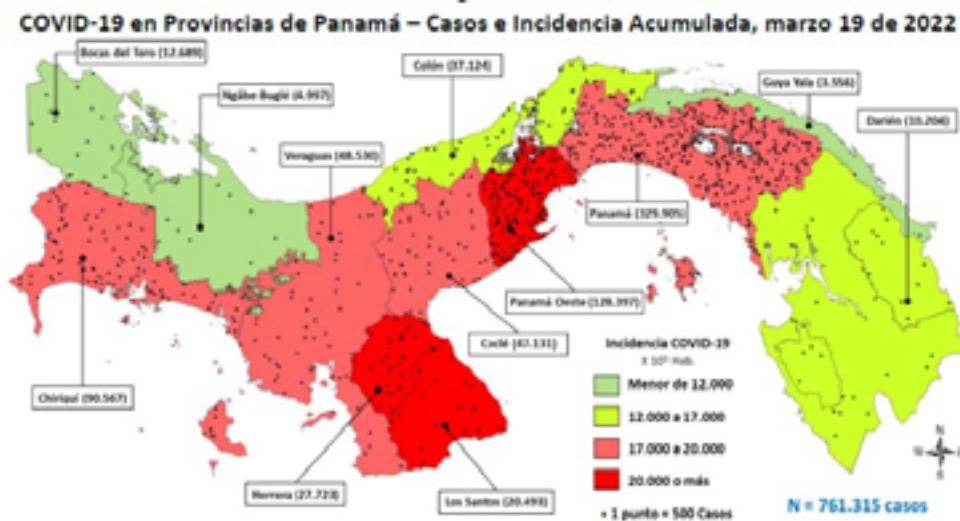 COVID-19 en Provincias de Panamá – Casos e Incidencia Acumulada, marzo 19 de 2022
Bocas del Toro (12.689)
Colón (37.124)
Guya Yala (3.556)
Ngäbe-Buglé (4.997)
Darién (10.204)
Veraguas (48.530)
Panamá (329.905)
Panamá Oeste (128.397)
Coclé (47.131)
Chiriquí (90.567)
Herrera (27.723)
Los Santos (20.493)
Incidencia COVID-19
X 10⁵ Hab.
Menor de 12.000
12.000 a 17.000
17.000 a 20.000
20.000 o más
1 punto = 500 Casos
N
S
N = 761.315 casos